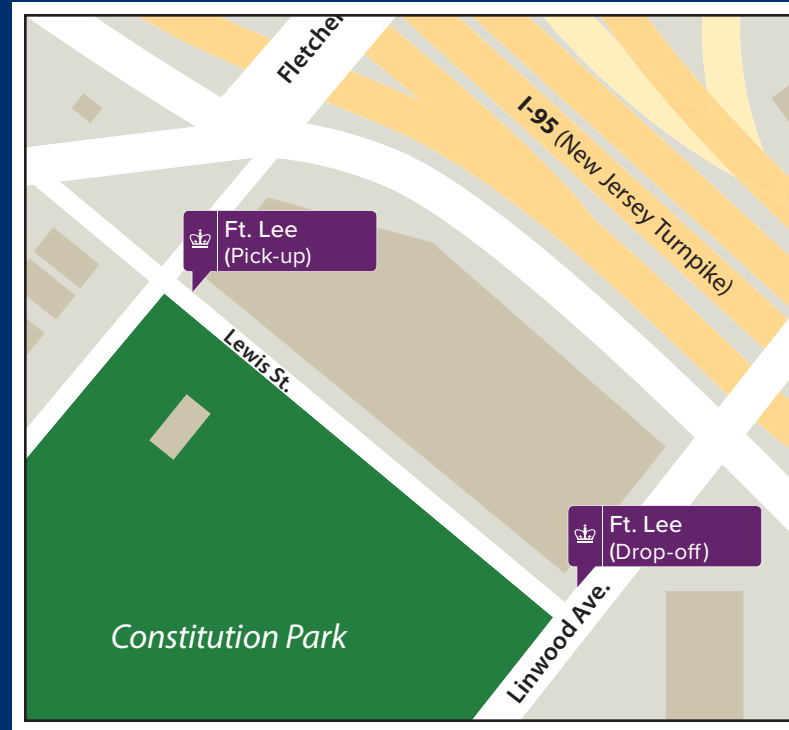 Fletcher
I-95 (New Jersey Turnpike)
Ft. Lee
(Pick-up)
Lewis St.
Ft. Lee
(Drop-off)
Constitution Park
Linwood Ave.